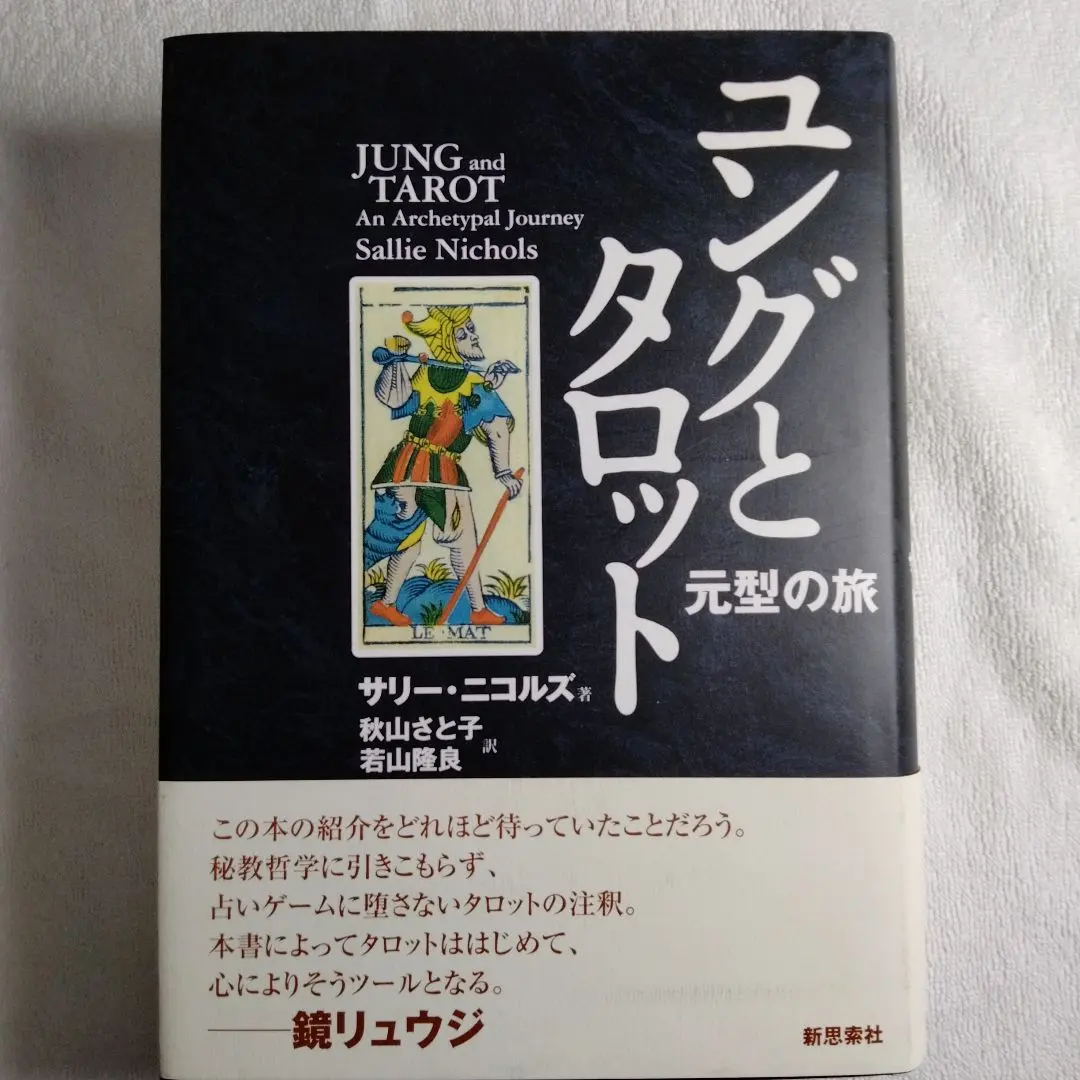 JUNG and
TAROT
An Archetypal Journey
Sallie Nichols
ユングと
タロット
元型の旅
LE・MAT
サリー・ニコルズ著
秋山さと子
若山隆良
訳
この本の紹介をどれほど待っていたことだろう。
秘教哲学に引きこもらず、
占いゲームに堕さないタロットの注釈。
本書によってタロットははじめて、
心によりそうツールとなる。
――鏡リュウジ
新思索社